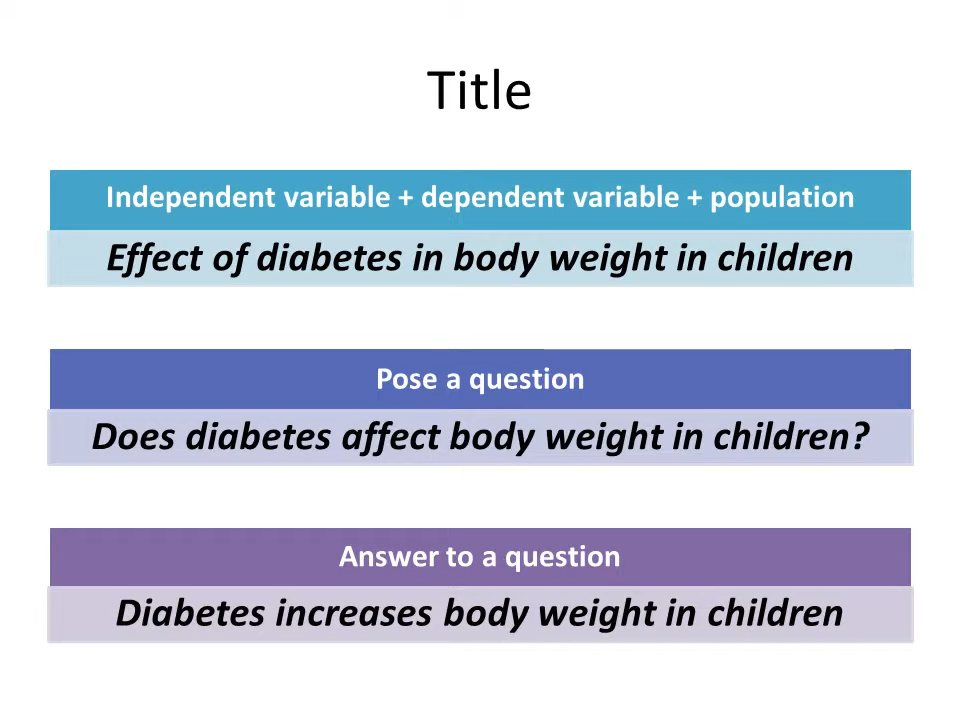 Title
Independent variable + dependent variable + population
Effect of diabetes in body weight in children
Pose a question
Does diabetes affect body weight in children?
Answer to a question
Diabetes increases body weight in children